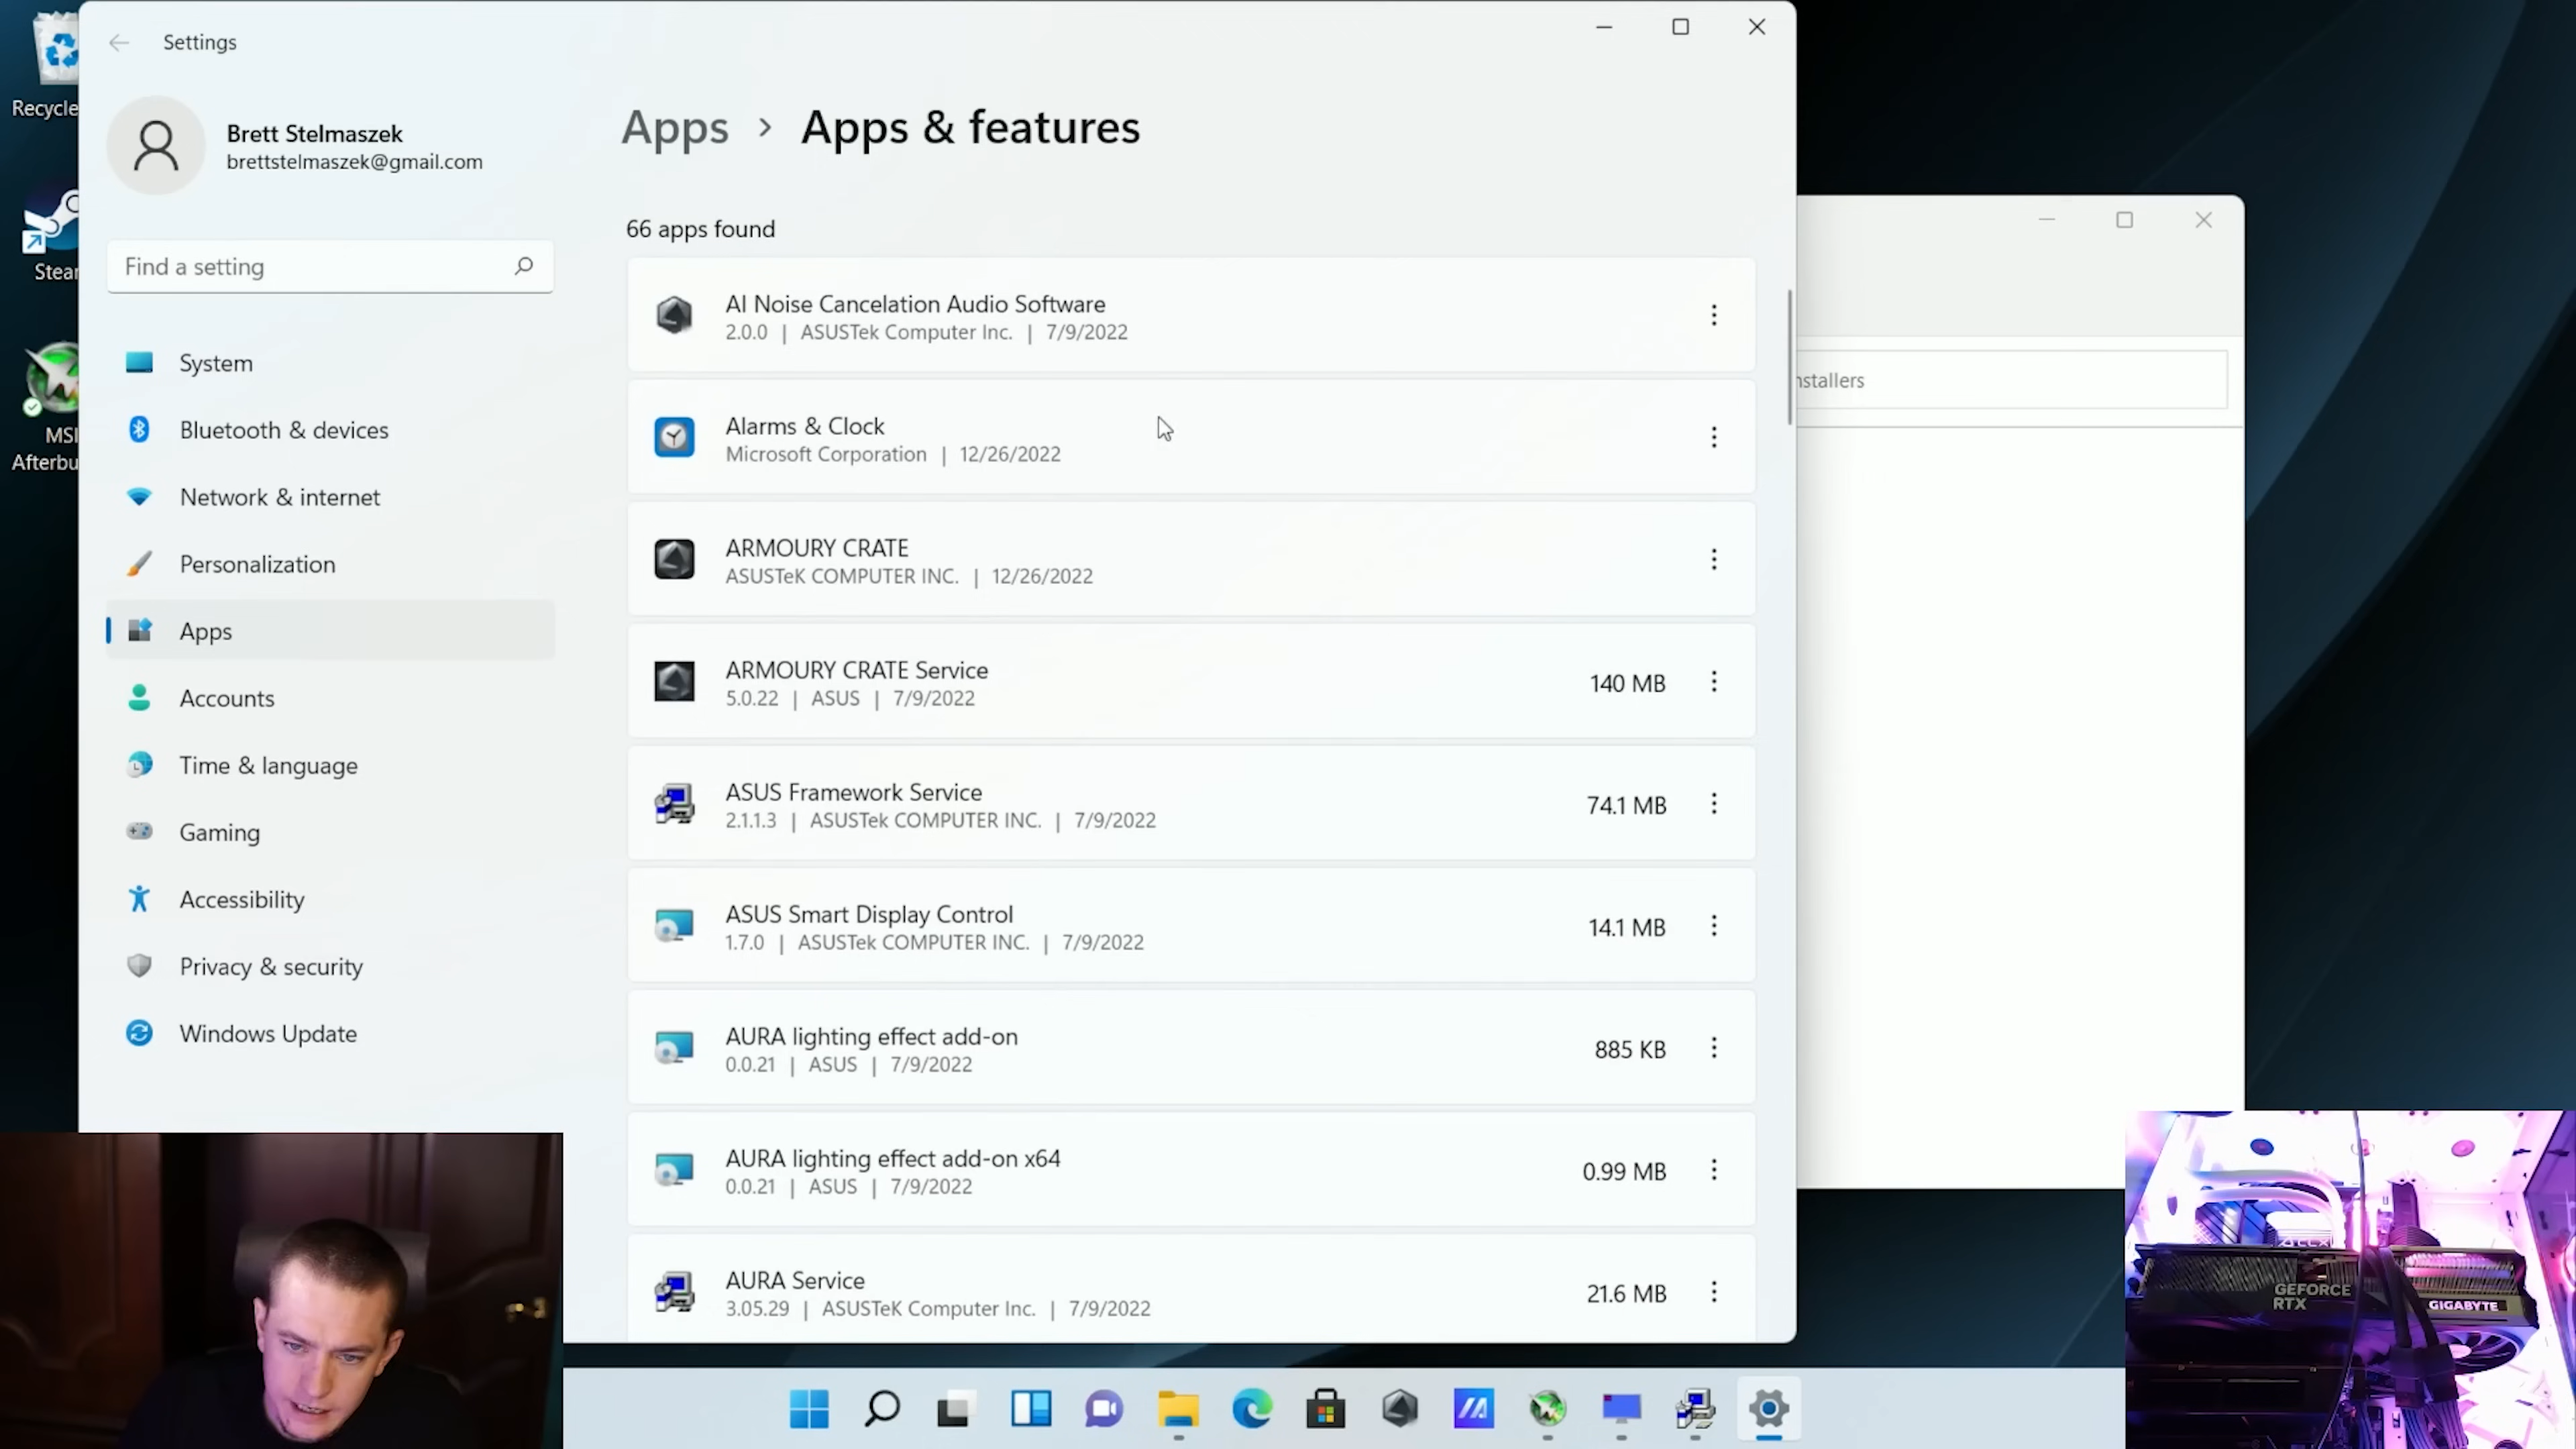 Settings
Brett Stelmaszek
brettstelmaszek@gmail.com
Find a setting
System
Bluetooth & devices
Network & internet
Personalization
Apps
Accounts
Time & language
Gaming
Accessibility
Privacy & security
Windows Update
Apps > Apps & features
66 apps found
AI Noise Cancelation Audio Software
2.0.0 | ASUSTek Computer Inc. | 7/9/2022
Alarms & Clock
Microsoft Corporation | 12/26/2022
ARMOURY CRATE
ASUSTeK COMPUTER INC. | 12/26/2022
ARMOURY CRATE Service
5.0.22 | ASUS | 7/9/2022
140 MB
ASUS Framework Service
2.1.1.3 | ASUSTek COMPUTER INC. | 7/9/2022
74.1 MB
ASUS Smart Display Control
1.7.0 | ASUSTek COMPUTER INC. | 7/9/2022
14.1 MB
AURA lighting effect add-on
0.0.21 | ASUS | 7/9/2022
885 KB
AURA lighting effect add-on x64
0.0.21 | ASUS | 7/9/2022
0.99 MB
AURA Service
3.05.29 | ASUSTeK Computer Inc. | 7/9/2022
21.6 MB
Recycle
Stear
MSI
Afterbu
nstallers
GEFORCE
RTX
GIGABYTE